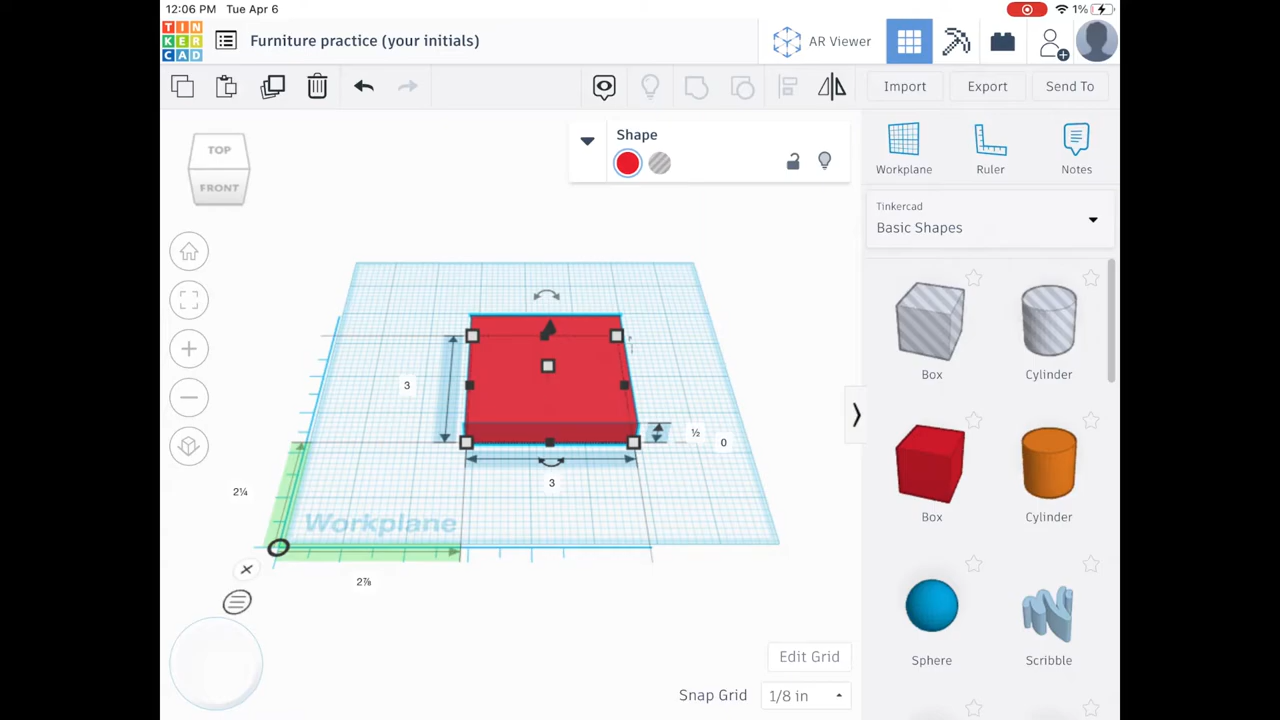 12:06 PM Tue Apr 6
1%
TIN
KER
CAD
Furniture practice (your initials)
AR Viewer
Import
Export
Send To
TOP
FRONT
Shape
Workplane
Ruler
Notes
Tinkercad
Basic Shapes
Box
Cylinder
Box
Cylinder
Sphere
Scribble
3
½
0
3
2¼
2⅞
Workplane
Edit Grid
Snap Grid
1/8 in